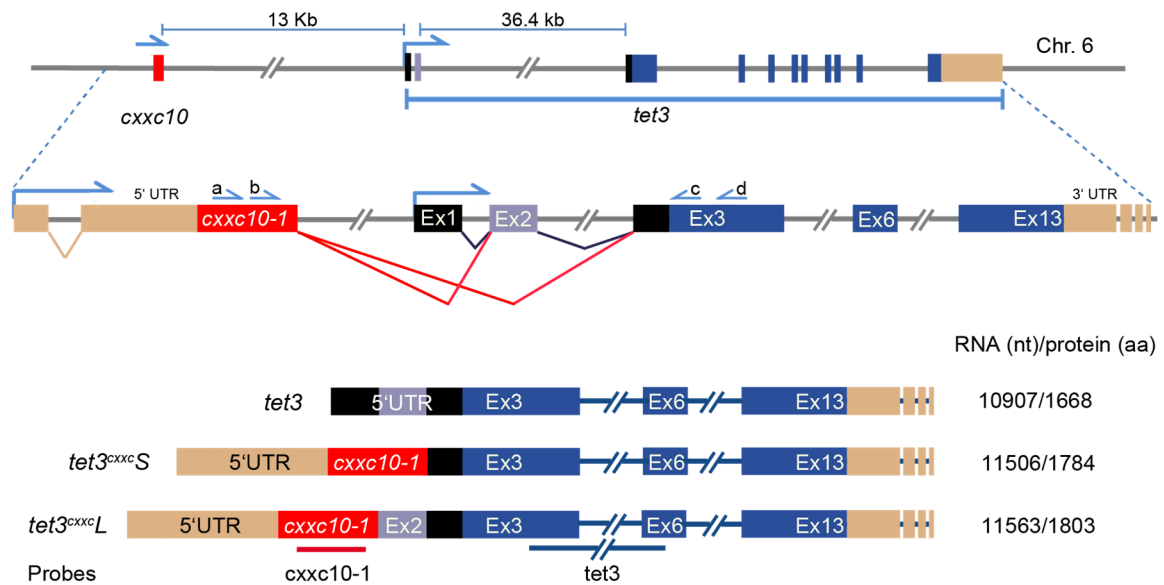 13 Kb
36.4 kb
Chr. 6
cxxc10
tet3
5' UTR
a
b
c
d
3' UTR
cxxc10-1
Ex1
Ex2
Ex3
Ex6
Ex13
RNA (nt)/protein (aa)
tet3
5'UTR
Ex3
Ex6
Ex13
10907/1668
tet3cxxcS
5'UTR
cxxc10-1
Ex3
Ex6
Ex13
11506/1784
tet3cxxcL
5'UTR
cxxc10-1
Ex2
Ex3
Ex6
Ex13
11563/1803
Probes
cxxc10-1
tet3